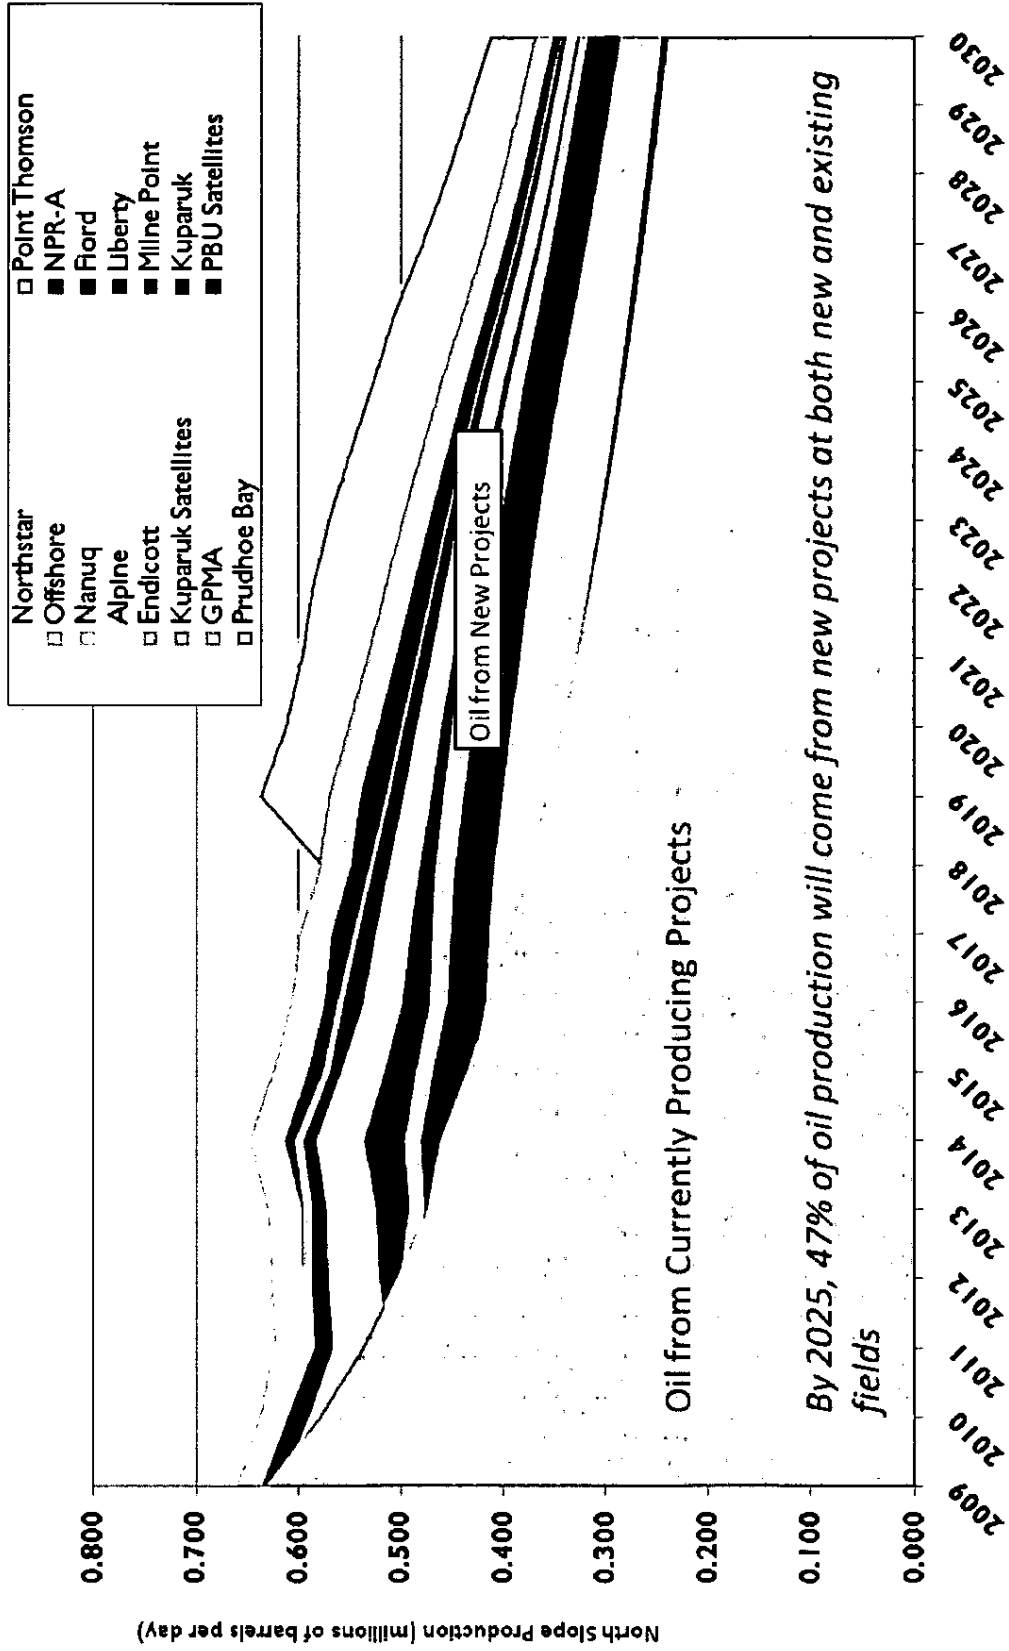 0.800
0.700
0.600
0.500
0.400
0.300
0.200
0.100
0.000
North Slope Production (millions of barrels per day)
Northstar
Offshore
Nanuq
Alpine
Endicott
Kuparuk Satellites
GPMA
Prudhoe Bay
Point Thomson
NPR-A
Fiord
Liberty
Milne Point
Kuparuk
PBU Satellites
Oil from New Projects
Oil from Currently Producing Projects
By 2025, 47% of oil production will come from new projects at both new and existing
fields
2009
2010
2011
2012
2013
2014
2015
2016
2017
2018
2019
2020
2021
2022
2023
2024
2025
2026
2027
2028
2029
2030